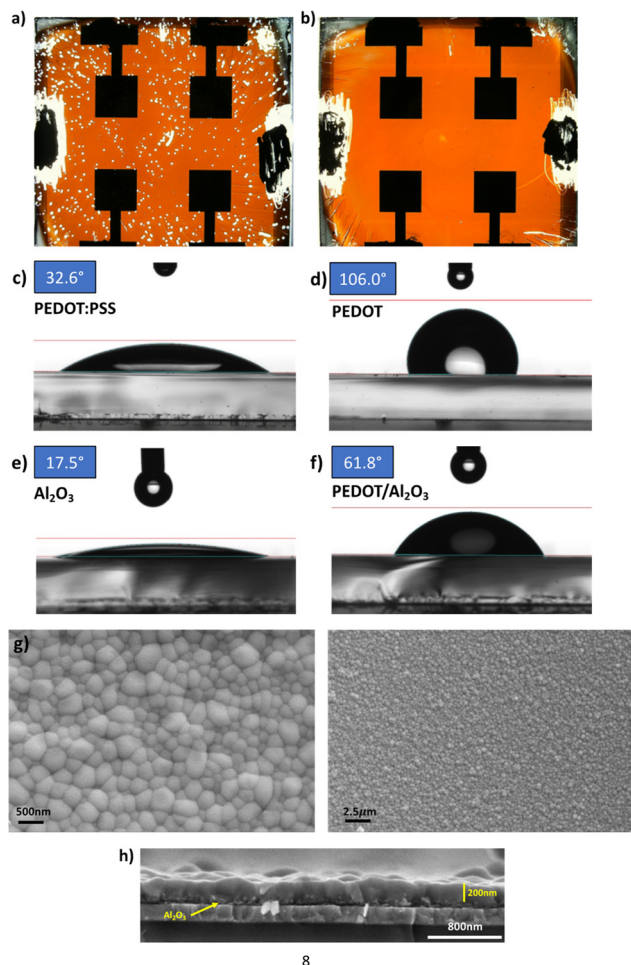 a)
b)
c)
32.6°
PEDOT:PSS
d)
106.0°
PEDOT
e)
17.5°
Al₂O₃
f)
61.8°
PEDOT/Al₂O₃
g)
500nm
2.5μm
h)
Al₂O₃
200nm
800nm
8